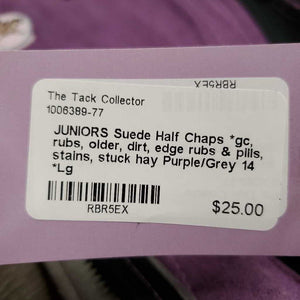 RBR5EX
The Tack Collector
1006389-77
JUNIORS Suede Half Chaps *gc,
rubs, older, dirt, edge rubs & pills,
stains, stuck hay Purple/Grey 14
*Lg
RBR5EX
$25.00